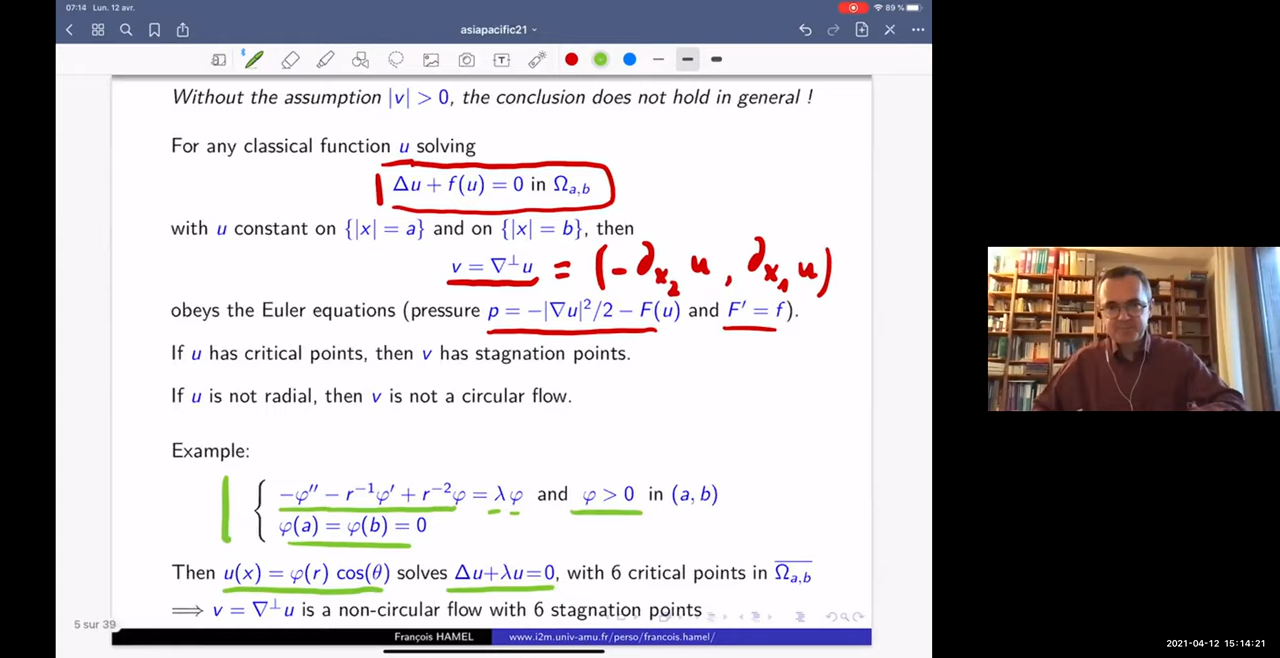 07:14 Lun. 12 avr.
89 %
asiapacific21
Without the assumption |v| > 0, the conclusion does not hold in general !
For any classical function u solving
Δu + f(u) = 0 in Ω_{a,b}
with u constant on {|x| = a} and on {|x| = b}, then
v = ∇^⊥u = (-∂_{x_2} u , ∂_{x_1} u)
obeys the Euler equations (pressure p = −|∇u|²/2 − F(u) and F′ = f).
If u has critical points, then v has stagnation points.
If u is not radial, then v is not a circular flow.
Example:
−φ″ − r⁻¹φ′ + r⁻²φ = λφ and φ > 0 in (a, b)
φ(a) = φ(b) = 0
Then u(x) = φ(r) cos(θ) solves Δu+λu=0, with 6 critical points in \overline{Ω_{a,b}}
⟹ v = ∇^⊥u is a non-circular flow with 6 stagnation points
5 sur 39
François HAMEL www.i2m.univ-amu.fr/perso/francois.hamel/
2021-04-12 15:14:21